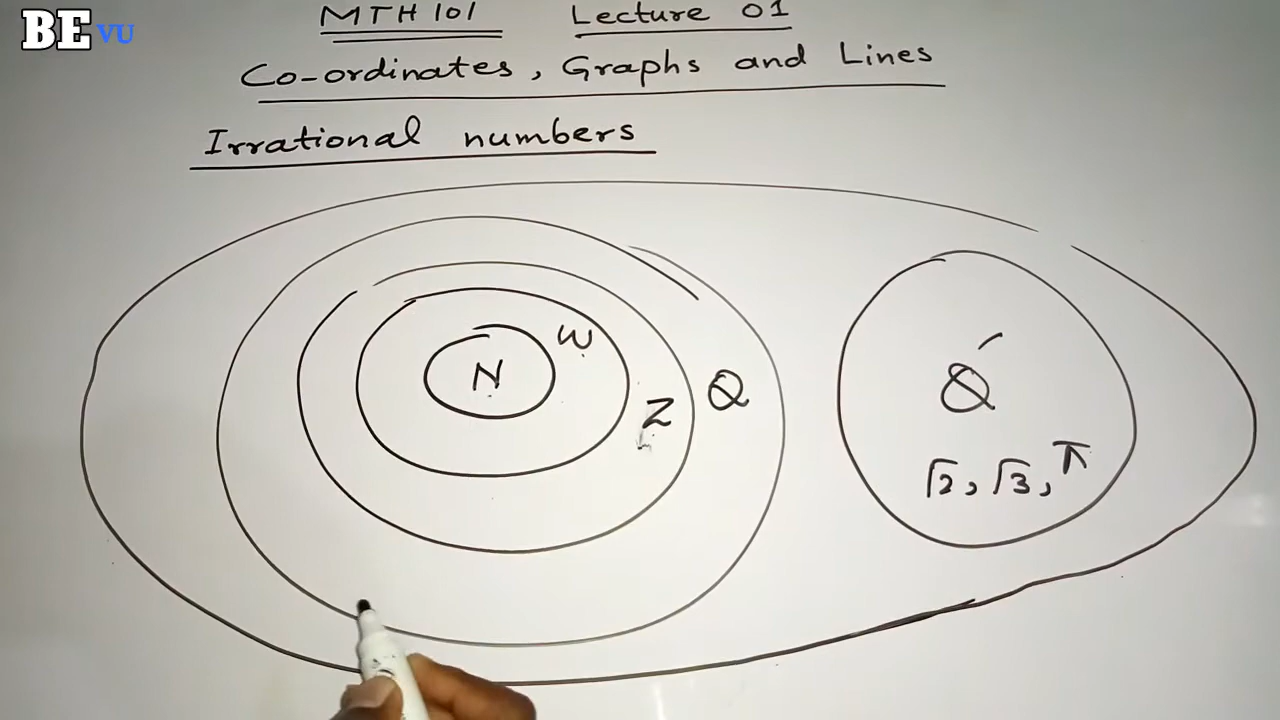 BE VU
MTH 101 Lecture 01
Co-ordinates, Graphs and Lines
Irrational numbers
N
W
Z
Q
Q′
√2, √3, π